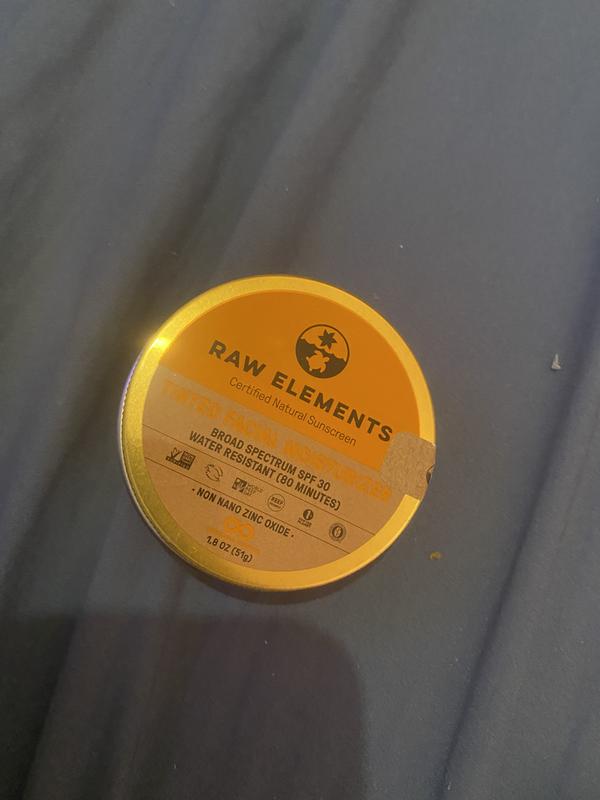 RAW ELEMENTS
Certified Natural Sunscreen
TINTED FACIAL MOISTURIZER
BROAD SPECTRUM SPF 30
WATER RESISTANT (80 MINUTES)
• NON NANO ZINC OXIDE •
1.8 OZ (51g)